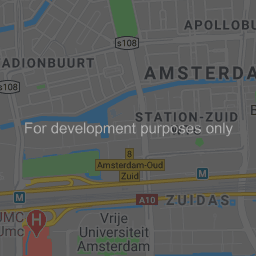 APOLLOBU
s108
ADIONBUURT
AMSTERDA
s108
STATION-ZUID
For development purposes only
8
Amsterdam-Oud
Zuid
M
M
A10
ZUIDAS
UMC
Umc
H
Vrije
Universiteit
Amsterdam